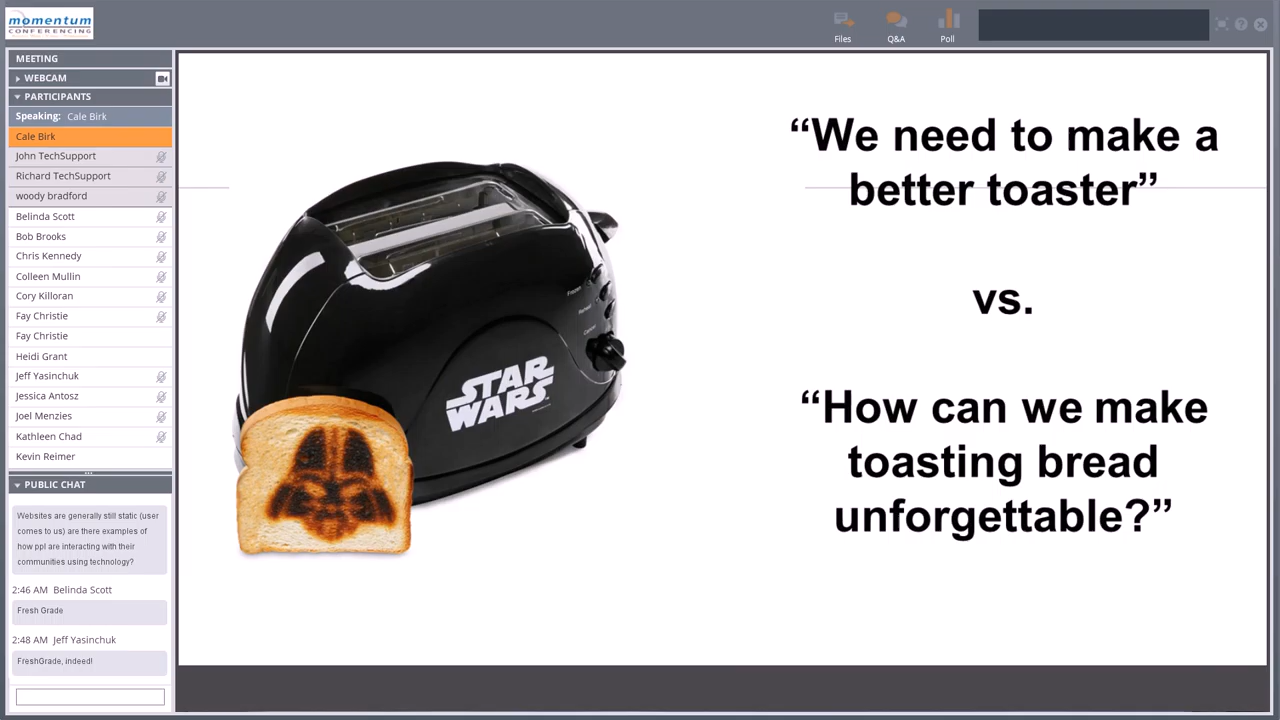 momentum
CONFERENCING
Files
Q&A
Poll
MEETING
WEBCAM
PARTICIPANTS
Speaking: Cale Birk
Cale Birk
John TechSupport
Richard TechSupport
woody bradford
Belinda Scott
Bob Brooks
Chris Kennedy
Colleen Mullin
Cory Killoran
Fay Christie
Fay Christie
Heidi Grant
Jeff Yasinchuk
Jessica Antosz
Joel Menzies
Kathleen Chad
Kevin Reimer
PUBLIC CHAT
Websites are generally still static (user
comes to us) are there examples of
how ppl are interacting with their
communities using technology?
2:46 AM Belinda Scott
Fresh Grade
2:48 AM Jeff Yasinchuk
FreshGrade, indeed!
“We need to make a
better toaster”
vs.
“How can we make
toasting bread
unforgettable?”
Frozen
Reheat
Cancel
STAR
WARS